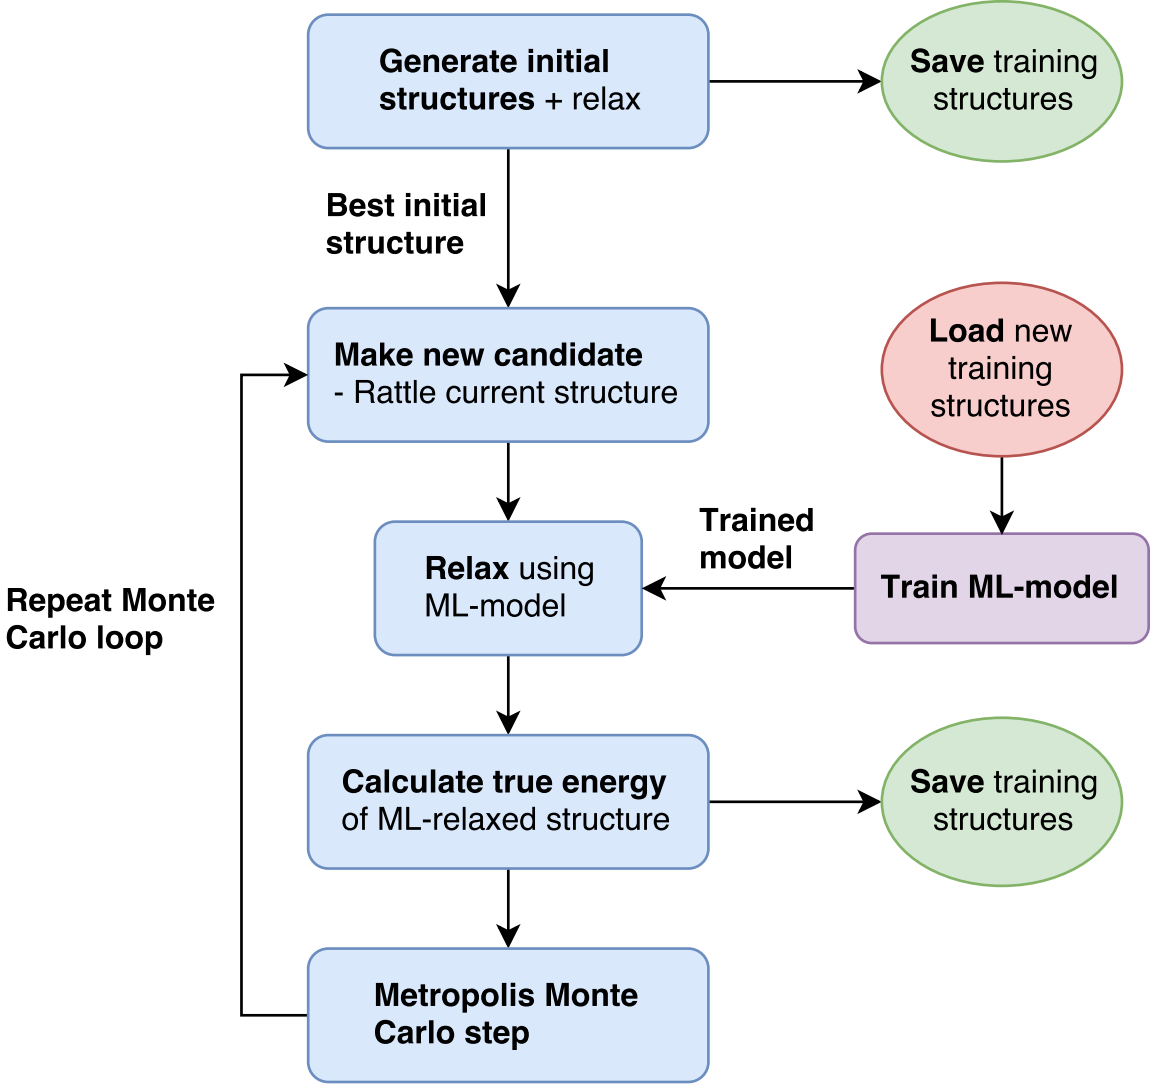 Generate initial
structures + relax
Save training
structures
Best initial
structure
Make new candidate
- Rattle current structure
Load new
training
structures
Trained
model
Relax using
ML-model
Train ML-model
Repeat Monte
Carlo loop
Calculate true energy
of ML-relaxed structure
Save training
structures
Metropolis Monte
Carlo step